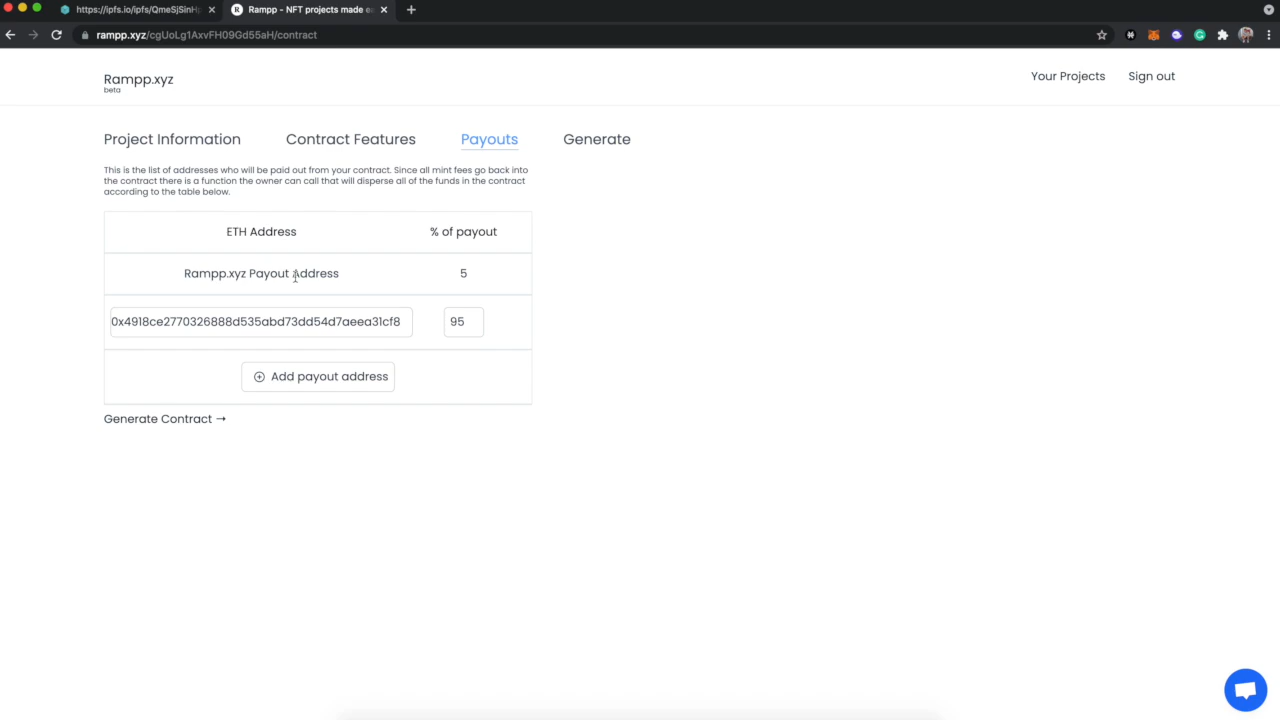 https://ipfs.io/ipfs/QmeSjSinH
Rampp - NFT projects made e
rampp.xyz/cgUoLg1AxvFH09Gd55aH/contract
Rampp.xyz
beta
Your Projects
Sign out
Project Information
Contract Features
Payouts
Generate
This is the list of addresses who will be paid out from your contract. Since all mint fees go back into
the contract there is a function the owner can call that will disperse all of the funds in the contract
according to the table below.
ETH Address
% of payout
Rampp.xyz Payout Address
5
0x4918ce2770326888d535abd73dd54d7aeea31cf8
95
Add payout address
Generate Contract →